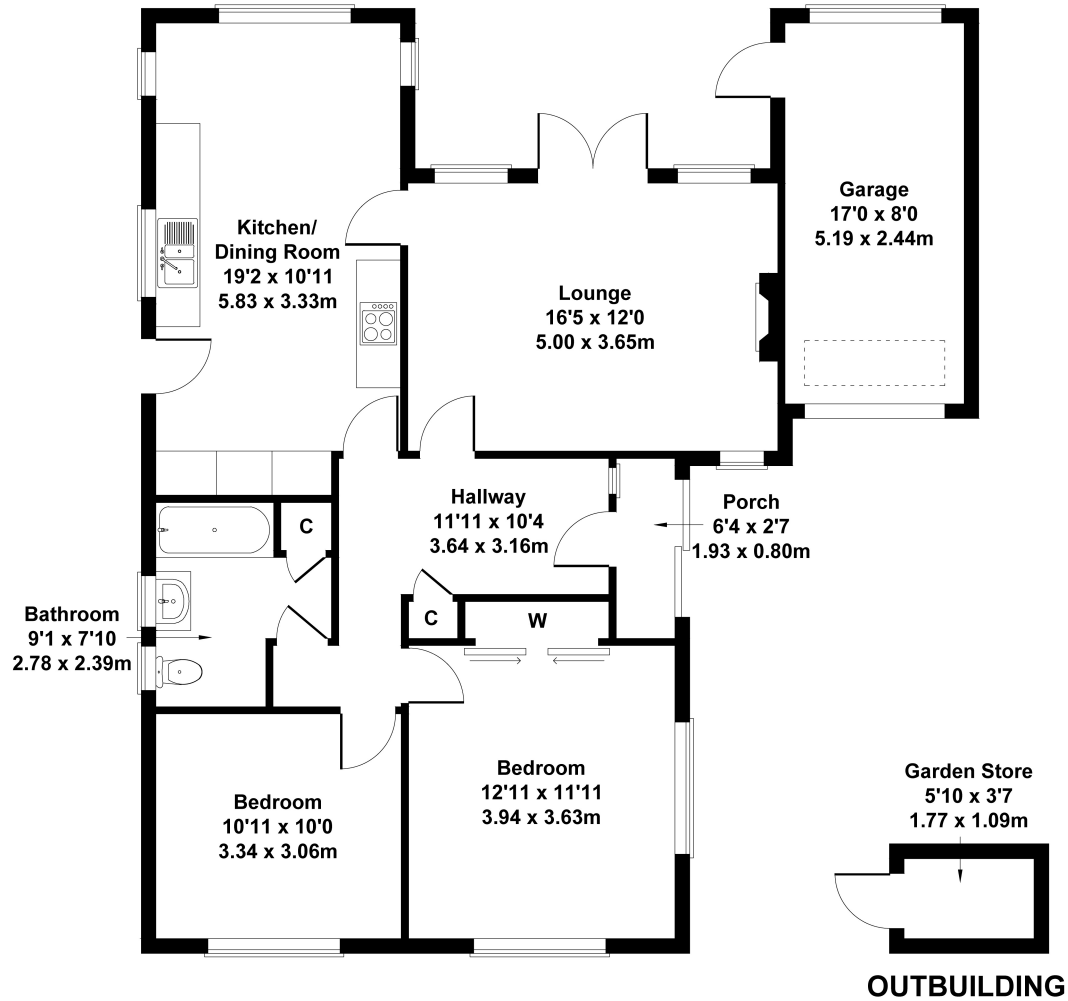 Kitchen/
Dining Room
19'2 x 10'11
5.83 x 3.33m
Garage
17'0 x 8'0
5.19 x 2.44m
Lounge
16'5 x 12'0
5.00 x 3.65m
Hallway
11'11 x 10'4
3.64 x 3.16m
Porch
6'4 x 2'7
1.93 x 0.80m
C
C
W
Bathroom
9'1 x 7'10
2.78 x 2.39m
Bedroom
10'11 x 10'0
3.34 x 3.06m
Bedroom
12'11 x 11'11
3.94 x 3.63m
Garden Store
5'10 x 3'7
1.77 x 1.09m
OUTBUILDING